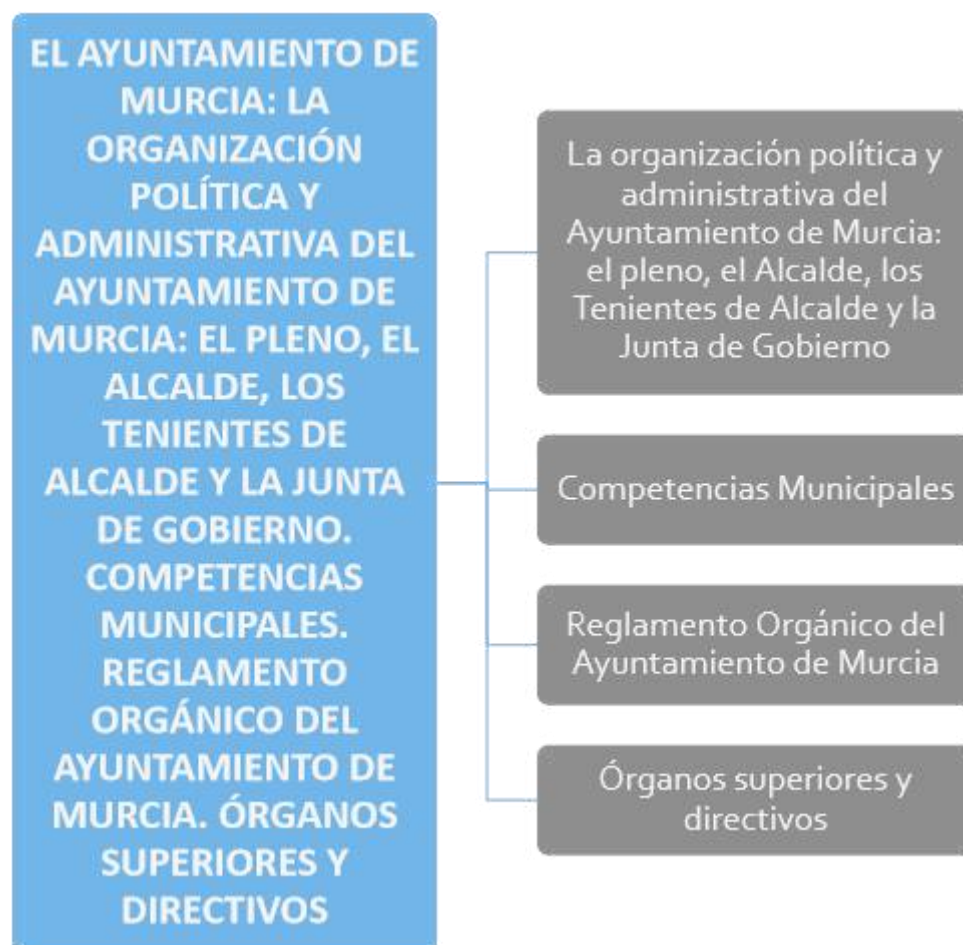 EL AYUNTAMIENTO DE
MURCIA: LA
ORGANIZACIÓN
POLÍTICA Y
ADMINISTRATIVA DEL
AYUNTAMIENTO DE
MURCIA: EL PLENO, EL
ALCALDE, LOS
TENIENTES DE
ALCALDE Y LA JUNTA
DE GOBIERNO.
COMPETENCIAS
MUNICIPALES.
REGLAMENTO
ORGÁNICO DEL
AYUNTAMIENTO DE
MURCIA. ÓRGANOS
SUPERIORES Y
DIRECTIVOS
La organización política y
administrativa del
Ayuntamiento de Murcia:
el pleno, el Alcalde, los
Tenientes de Alcalde y la
Junta de Gobierno
Competencias Municipales
Reglamento Orgánico del
Ayuntamiento de Murcia
Órganos superiores y
directivos